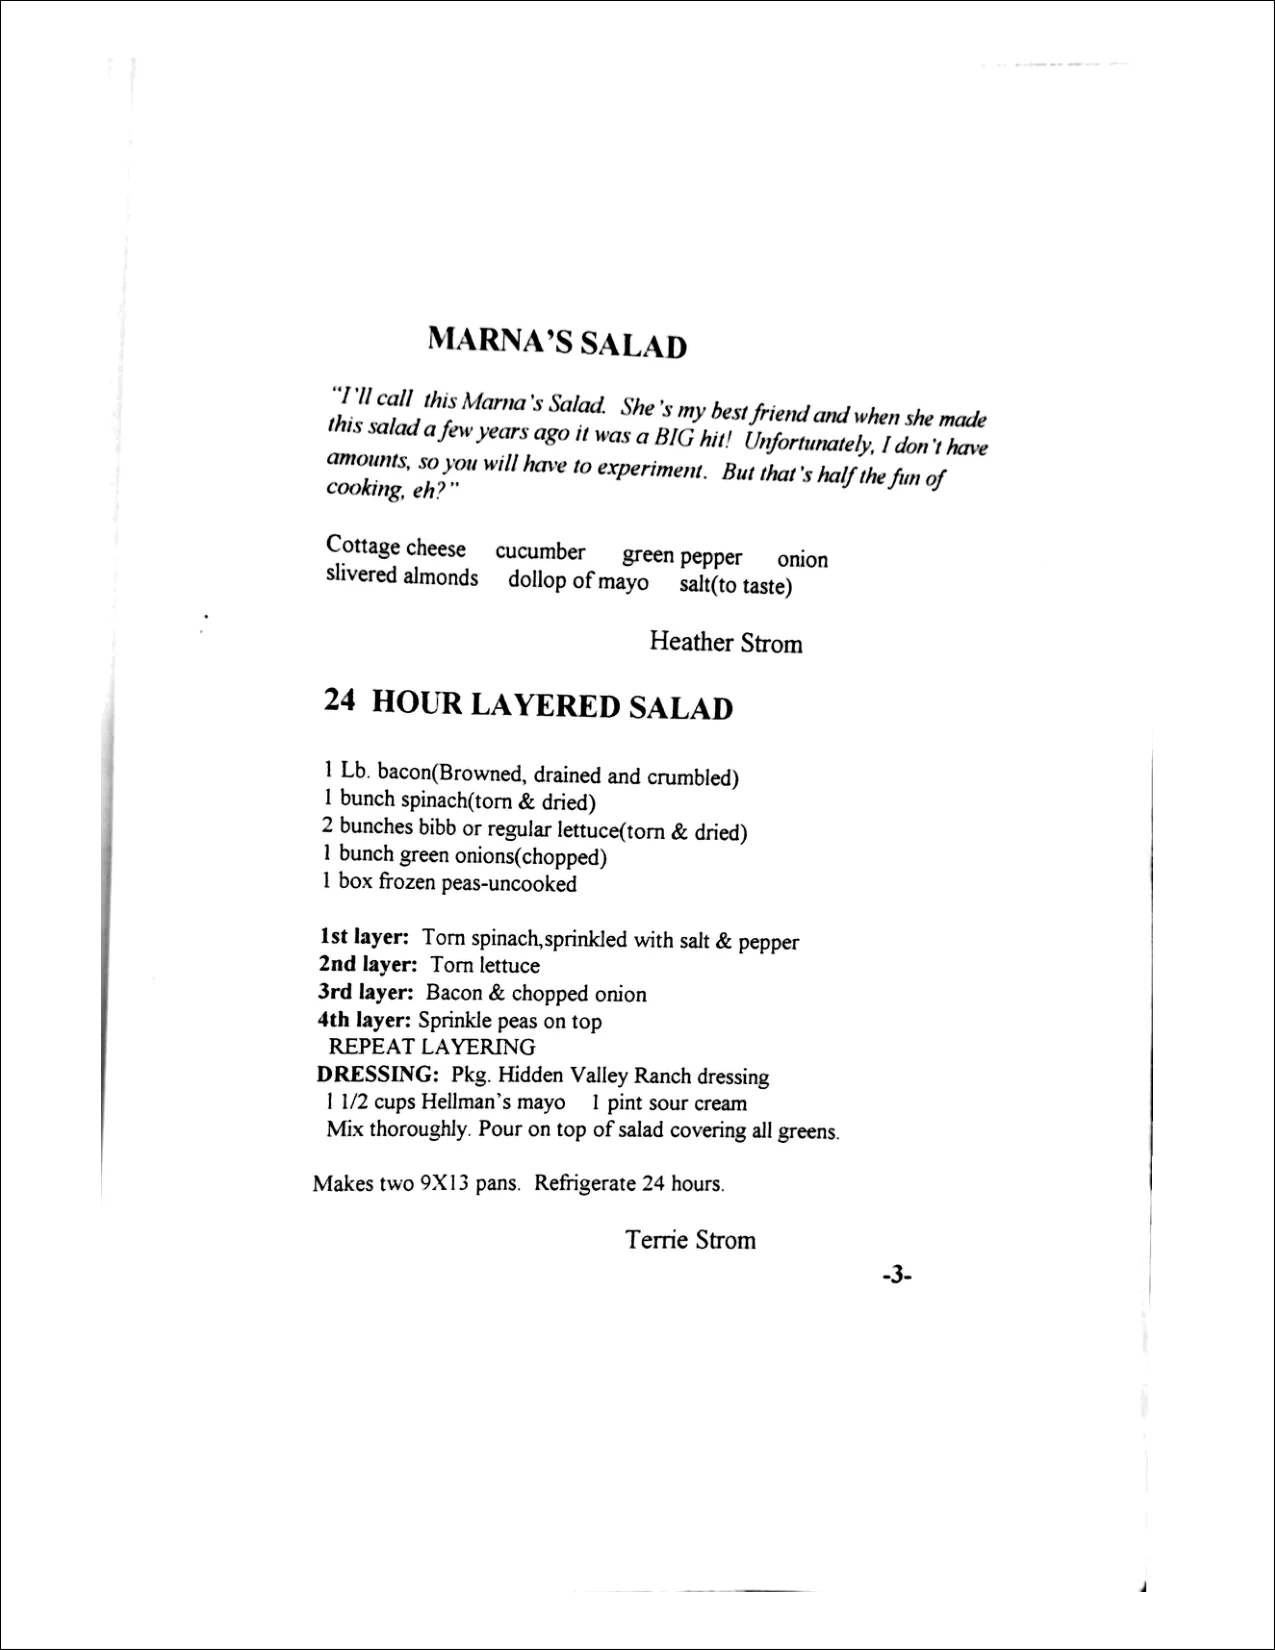 MARNA'S SALAD
"I'll call this Marna's Salad. She's my best friend and when she made
this salad a few years ago it was a BIG hit! Unfortunately, I don't have
amounts, so you will have to experiment. But that's half the fun of
cooking, eh?"
Cottage cheese cucumber green pepper onion
slivered almonds dollop of mayo salt(to taste)
Heather Strom
24 HOUR LAYERED SALAD
1 Lb. bacon(Browned, drained and crumbled)
1 bunch spinach(torn & dried)
2 bunches bibb or regular lettuce(torn & dried)
1 bunch green onions(chopped)
1 box frozen peas-uncooked
1st layer: Torn spinach,sprinkled with salt & pepper
2nd layer: Torn lettuce
3rd layer: Bacon & chopped onion
4th layer: Sprinkle peas on top
REPEAT LAYERING
DRESSING: Pkg. Hidden Valley Ranch dressing
1 1/2 cups Hellman's mayo 1 pint sour cream
Mix thoroughly. Pour on top of salad covering all greens.
Makes two 9X13 pans. Refrigerate 24 hours.
Terrie Strom
-3-